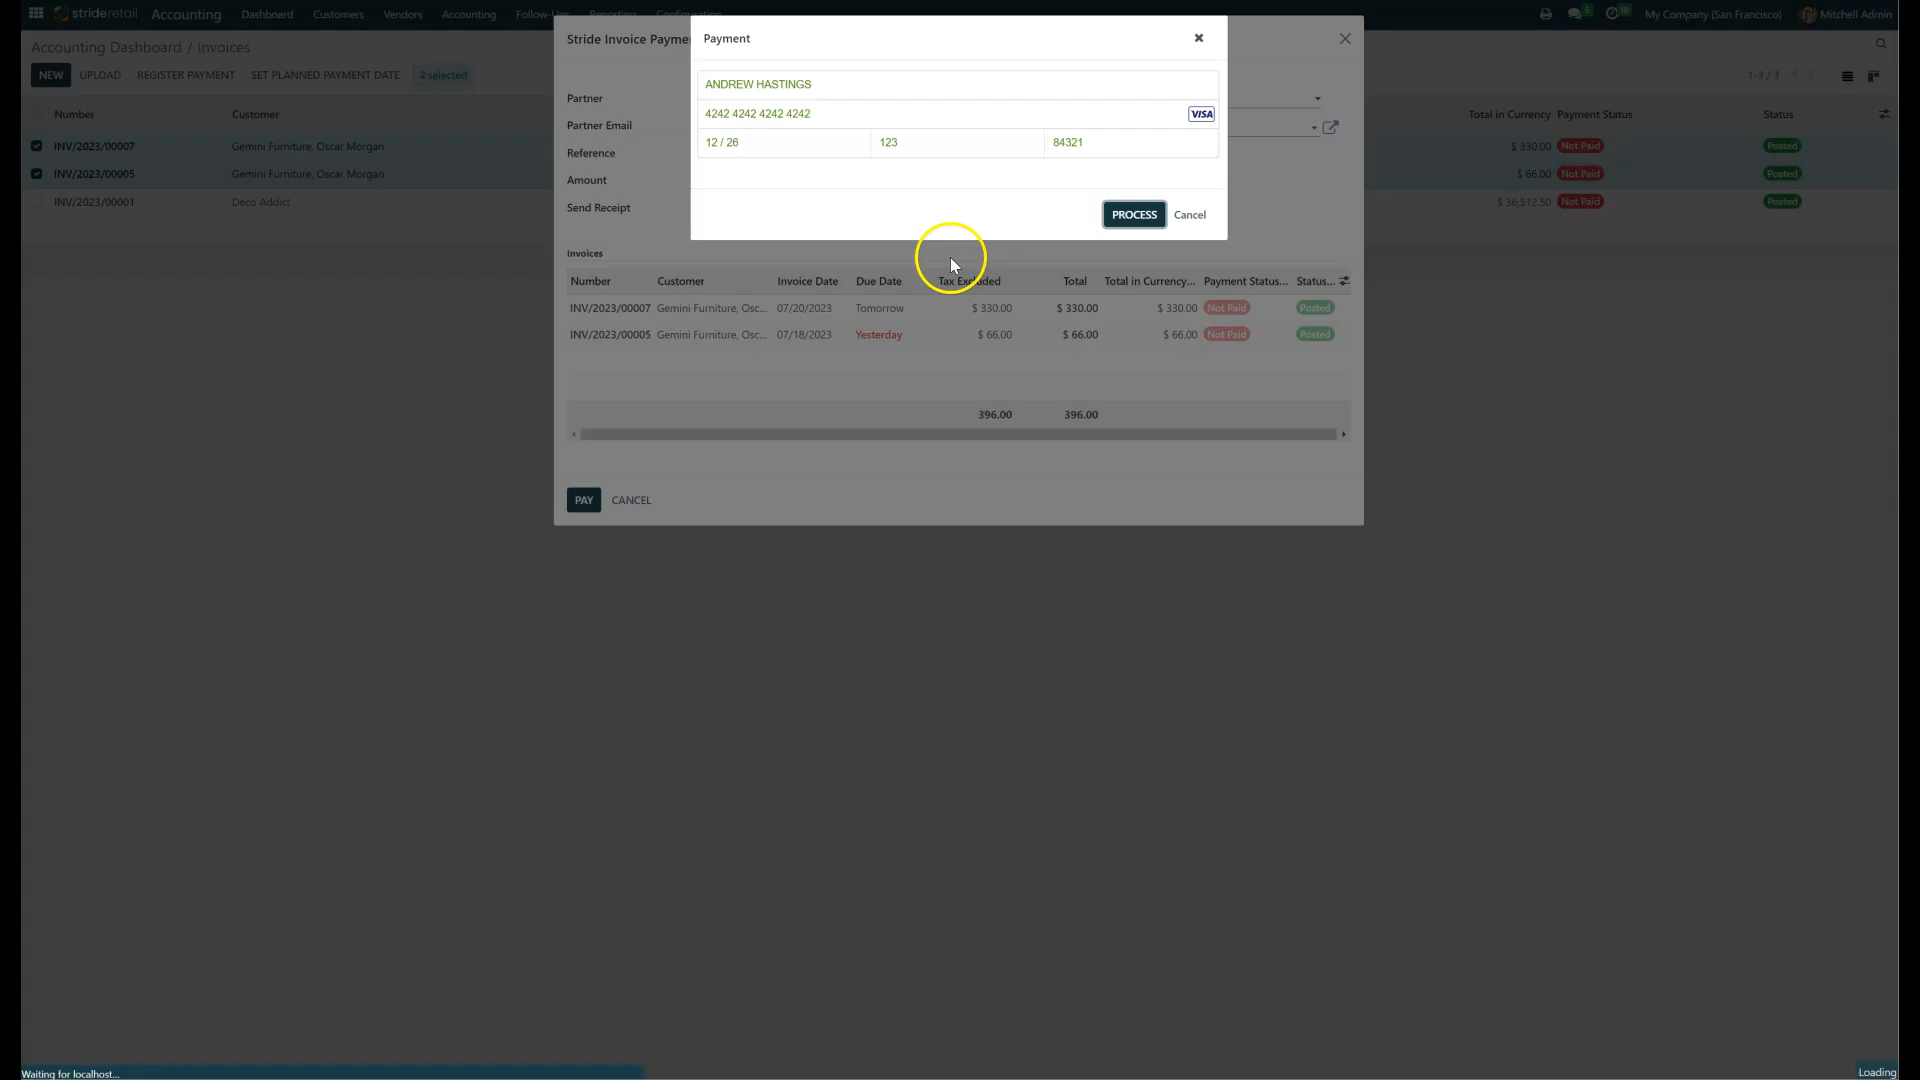 strideretail Accounting Dashboard Customers Vendors Accounting Follow-Ups Reporting Configuration 5 18 My Company (San Francisco) Mitchell Admin
Accounting Dashboard / Invoices
NEW UPLOAD REGISTER PAYMENT SET PLANNED PAYMENT DATE 2 selected 1-3 / 3
Number Customer Total in Currency Payment Status Status
INV/2023/00007 Gemini Furniture, Oscar Morgan $ 330.00 Not Paid Posted
INV/2023/00005 Gemini Furniture, Oscar Morgan $ 66.00 Not Paid Posted
INV/2023/00001 Deco Addict $ 36,512.50 Not Paid Posted
Stride Invoice Payme
Partner
Partner Email
Reference
Amount
Send Receipt
Payment
ANDREW HASTINGS
4242 4242 4242 4242 VISA
12 / 26 123 84321
PROCESS Cancel
Invoices
Number Customer Invoice Date Due Date Tax Excluded Total Total in Currency... Payment Status... Status...
INV/2023/00007 Gemini Furniture, Osc... 07/20/2023 Tomorrow $ 330.00 $ 330.00 $ 330.00 Not Paid Posted
INV/2023/00005 Gemini Furniture, Osc... 07/18/2023 Yesterday $ 66.00 $ 66.00 $ 66.00 Not Paid Posted
396.00 396.00
PAY CANCEL
Waiting for localhost...
Loading